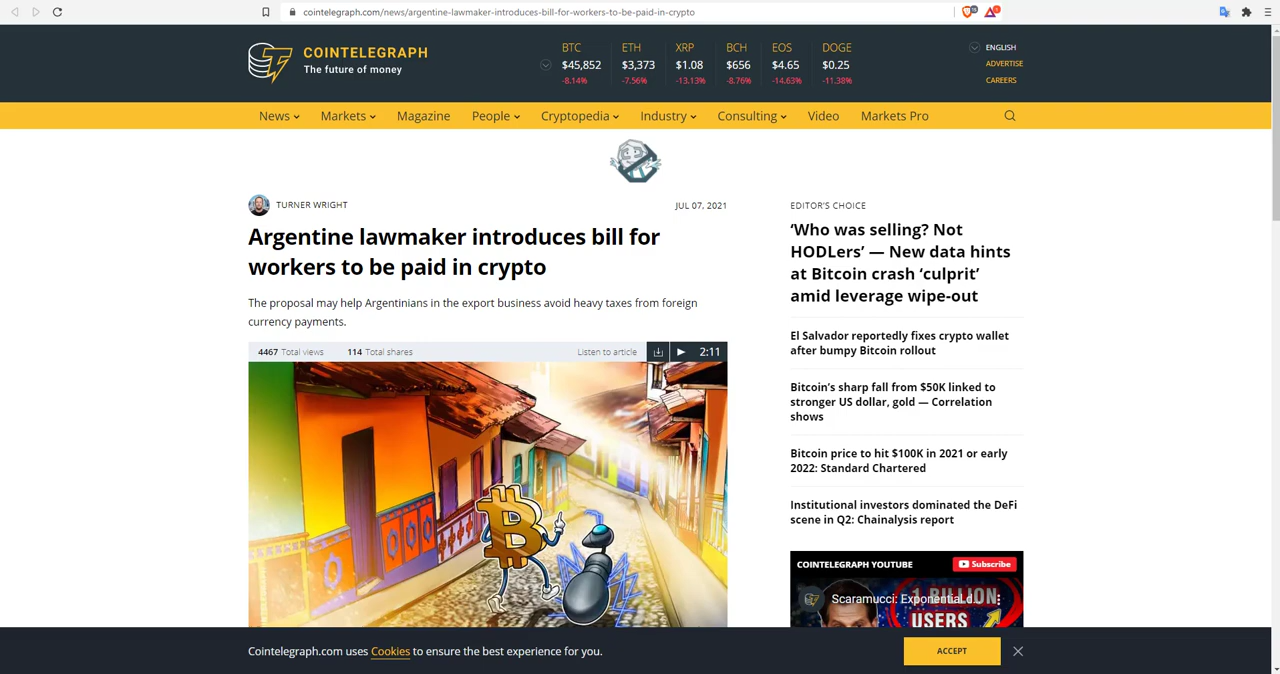 cointelegraph.com/news/argentine-lawmaker-introduces-bill-for-workers-to-be-paid-in-crypto
COINTELEGRAPH
The future of money
BTC ETH XRP BCH EOS DOGE
$45,852 $3,373 $1.08 $656 $4.65 $0.25
-8.14% -7.56% -13.13% -8.76% -14.63% -11.38%
ENGLISH
ADVERTISE
CAREERS
News Markets Magazine People Cryptopedia Industry Consulting Video Markets Pro
TURNER WRIGHT
JUL 07, 2021
Argentine lawmaker introduces bill for
workers to be paid in crypto
The proposal may help Argentinians in the export business avoid heavy taxes from foreign
currency payments.
4467 Total views 114 Total shares Listen to article 2:11
EDITOR'S CHOICE
‘Who was selling? Not
HODLers’ — New data hints
at Bitcoin crash ‘culprit’
amid leverage wipe-out
El Salvador reportedly fixes crypto wallet
after bumpy Bitcoin rollout
Bitcoin’s sharp fall from $50K linked to
stronger US dollar, gold — Correlation
shows
Bitcoin price to hit $100K in 2021 or early
2022: Standard Chartered
Institutional investors dominated the DeFi
scene in Q2: Chainalysis report
COINTELEGRAPH YOUTUBE
Subscribe
Scaramucci: Exponential d...
1 BILLION
USERS
Cointelegraph.com uses Cookies to ensure the best experience for you.
ACCEPT